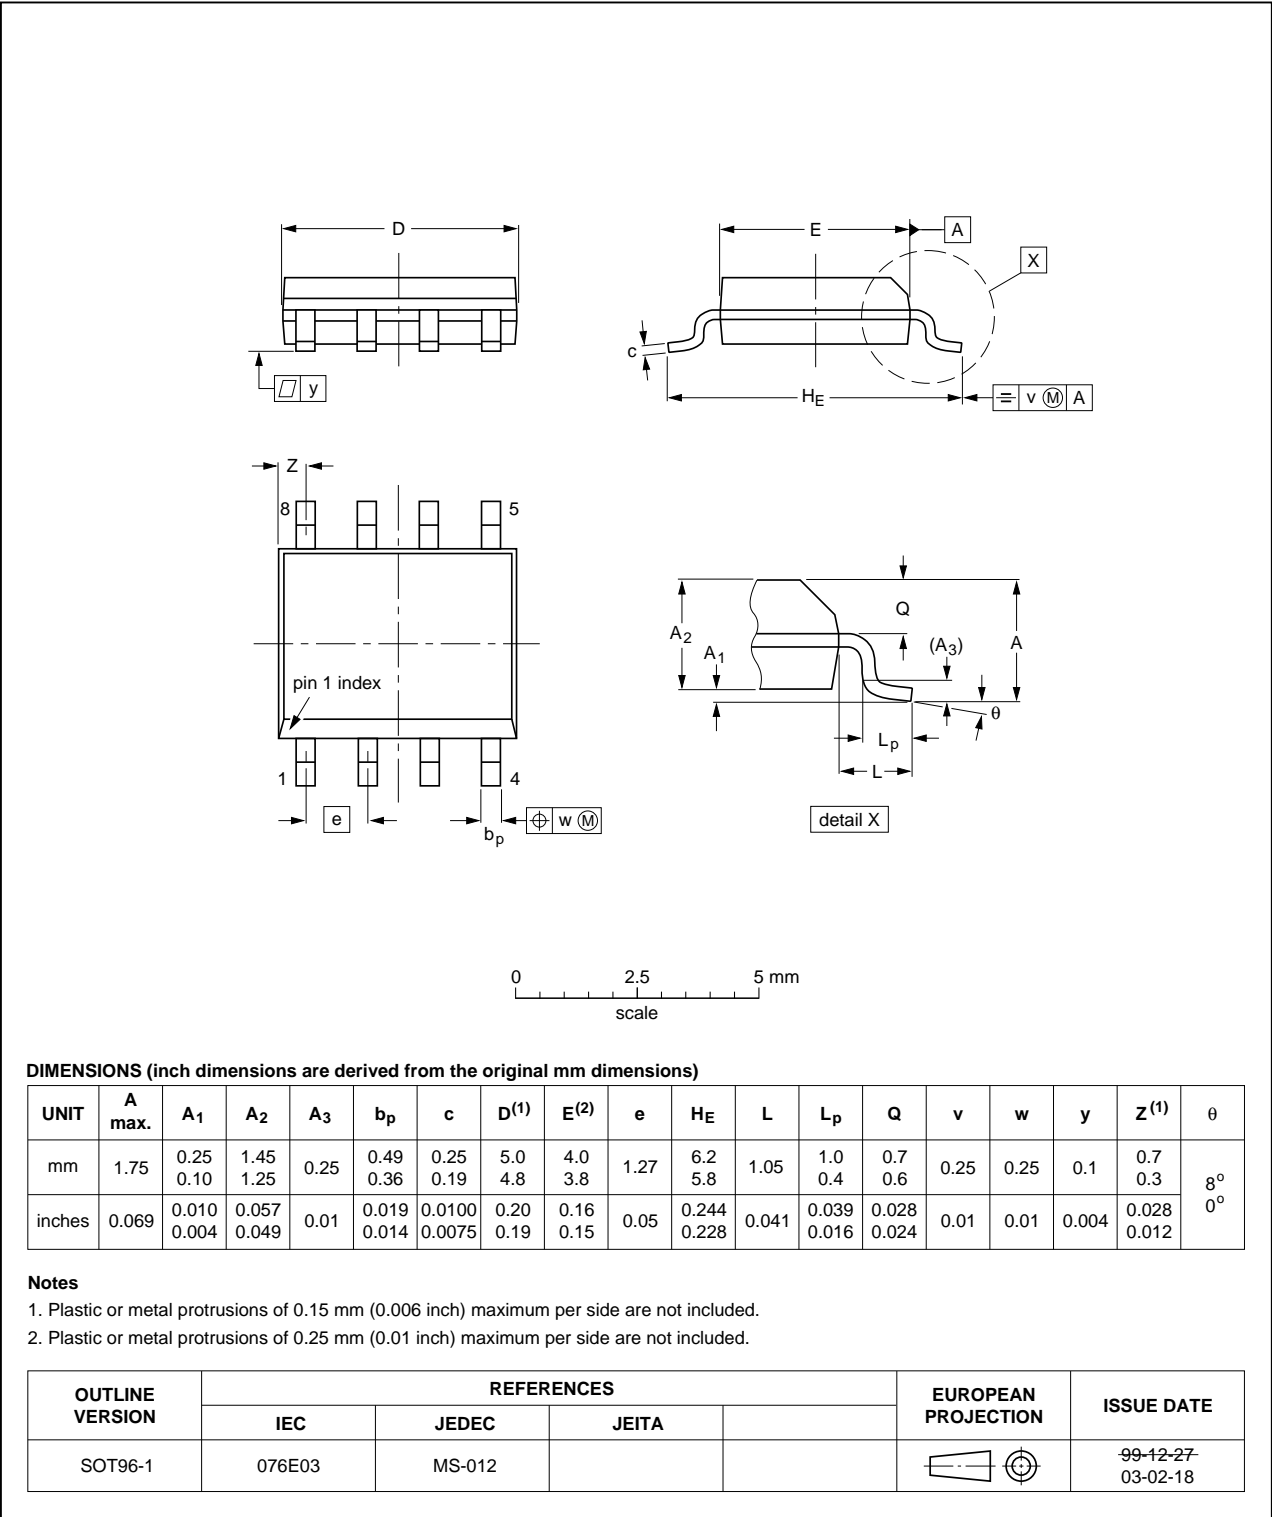 D
E
A
X
c
y
HE
v M A
Z
8
5
pin 1 index
1
4
e
bp
w M
A2
A1
Q
(A3)
A
θ
Lp
L
detail X
0 2.5 5 mm
scale
DIMENSIONS (inch dimensions are derived from the original mm dimensions)
UNIT A max. A1 A2 A3 bp c D(1) E(2) e HE L Lp Q v w y Z(1) θ
mm 1.75 0.25 0.10 1.45 1.25 0.25 0.49 0.36 0.25 0.19 5.0 4.8 4.0 3.8 1.27 6.2 5.8 1.05 1.0 0.4 0.7 0.6 0.25 0.25 0.1 0.7 0.3 8° 0°
inches 0.069 0.010 0.004 0.057 0.049 0.01 0.019 0.014 0.0100 0.0075 0.20 0.19 0.16 0.15 0.05 0.244 0.228 0.041 0.039 0.016 0.028 0.024 0.01 0.01 0.004 0.028 0.012
Notes
1. Plastic or metal protrusions of 0.15 mm (0.006 inch) maximum per side are not included.
2. Plastic or metal protrusions of 0.25 mm (0.01 inch) maximum per side are not included.
OUTLINE VERSION REFERENCES EUROPEAN PROJECTION ISSUE DATE
IEC JEDEC JEITA
SOT96-1 076E03 MS-012 99-12-27
03-02-18